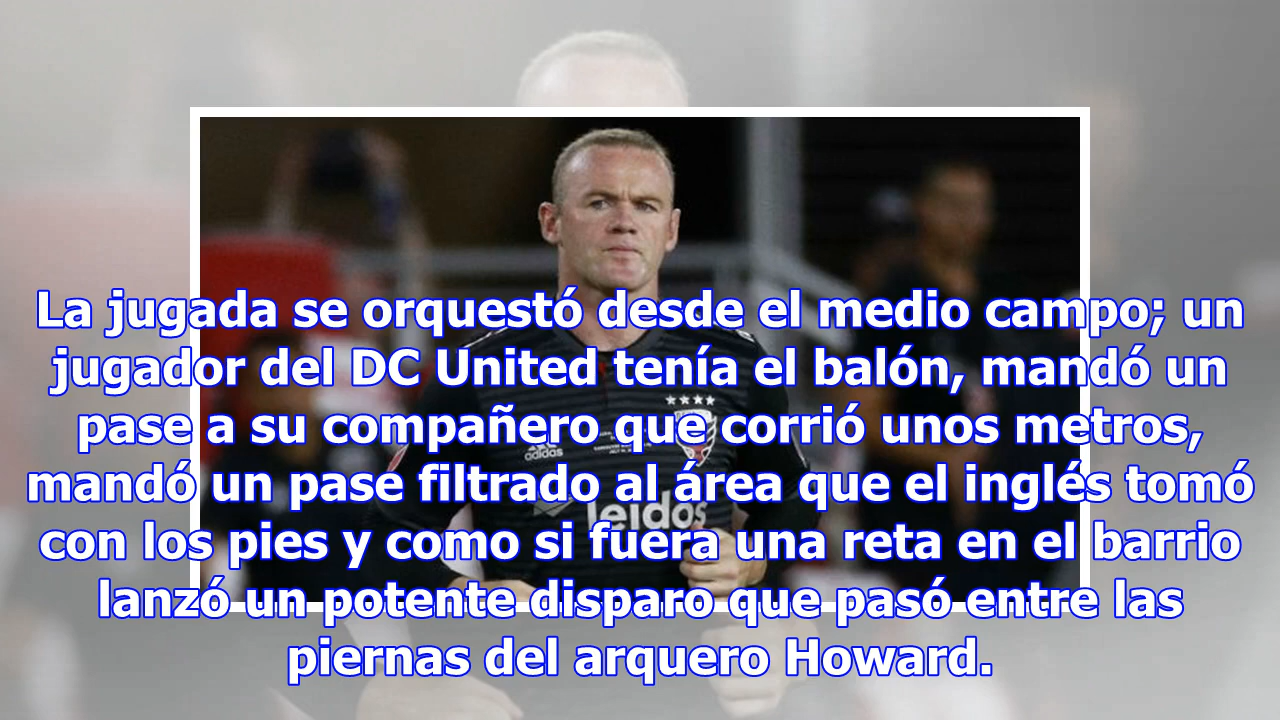 La jugada se orquestó desde el medio campo; un
jugador del DC United tenía el balón, mandó un
pase a su compañero que corrió unos metros,
mandó un pase filtrado al área que el inglés tomó
con los pies y como si fuera una reta en el barrio
lanzó un potente disparo que pasó entre las
piernas del arquero Howard.
adidas
leidos